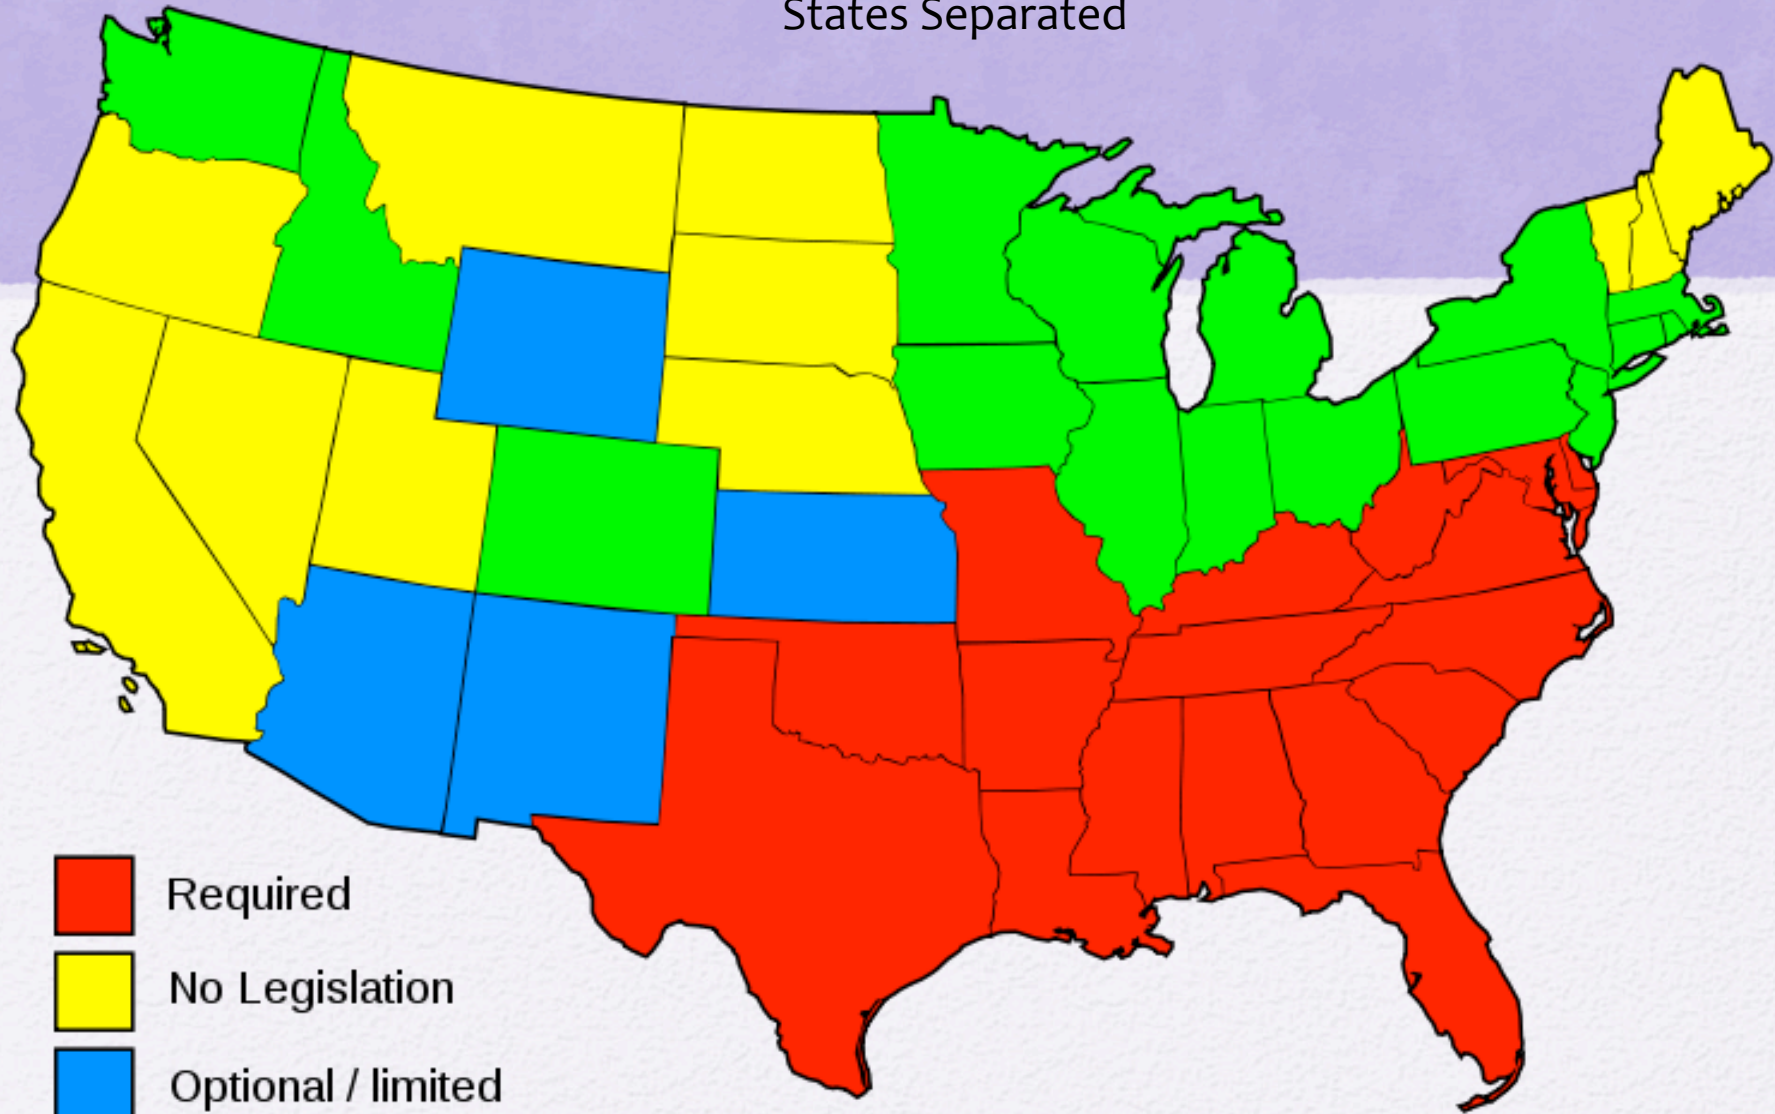 States Separated
Required
No Legislation
Optional / limited